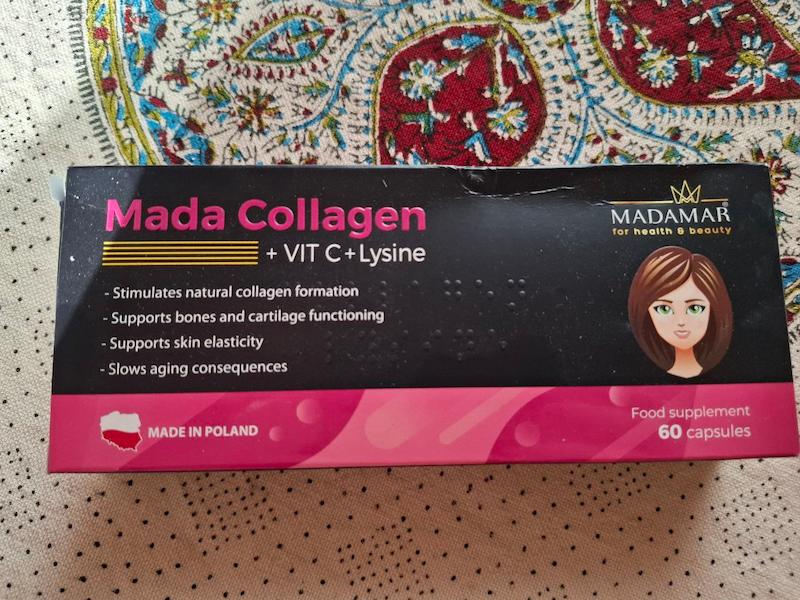 Mada Collagen
+ VIT C + Lysine
- Stimulates natural collagen formation
- Supports bones and cartilage functioning
- Supports skin elasticity
- Slows aging consequences
MADE IN POLAND
MADAMAR®
for health & beauty
Food supplement
60 capsules